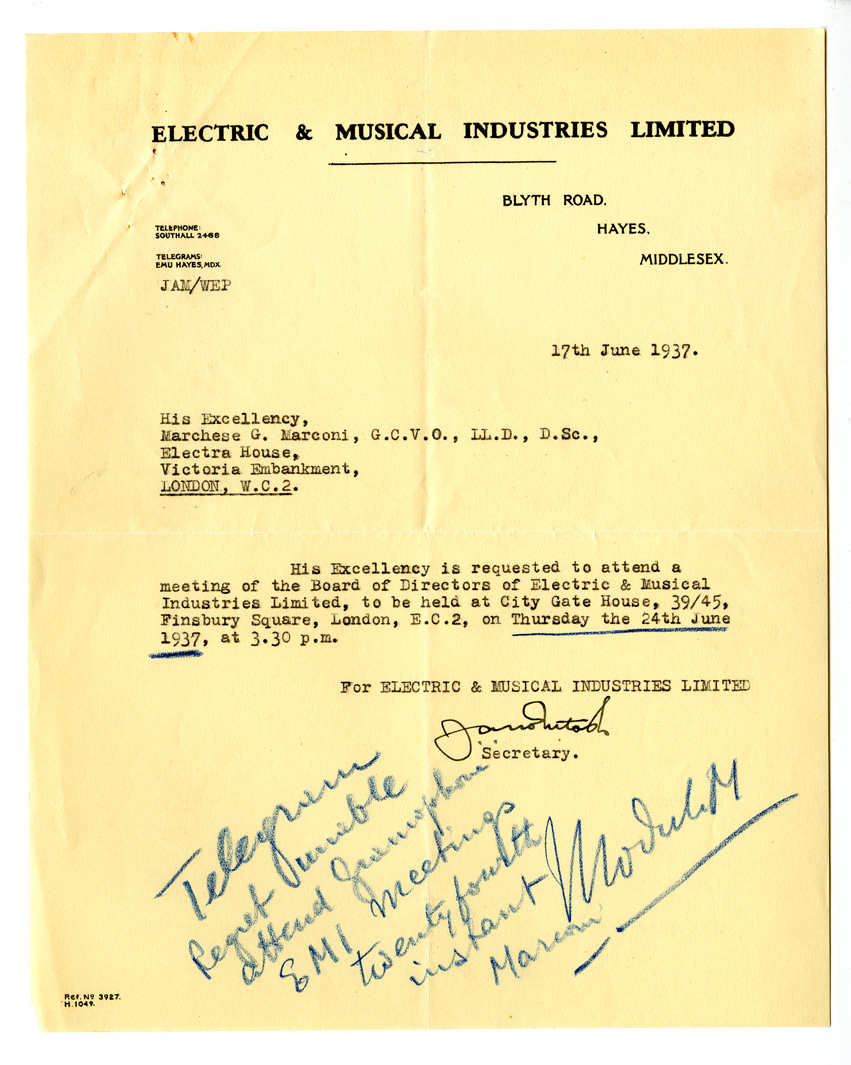 ELECTRIC & MUSICAL INDUSTRIES LIMITED
BLYTH ROAD.
HAYES.
MIDDLESEX.
TELEPHONE:
SOUTHALL 2468
TELEGRAMS:
EMU HAYES, MDX.
JAM/WEP
17th June 1937.
His Excellency,
Marchese G. Marconi, G.C.V.O., LL.D., D.Sc.,
Electra House,
Victoria Embankment,
LONDON, W.C.2.
His Excellency is requested to attend a
meeting of the Board of Directors of Electric & Musical
Industries Limited, to be held at City Gate House, 39/45,
Finsbury Square, London, E.C.2, on Thursday the 24th June
1937, at 3.30 p.m.
For ELECTRIC & MUSICAL INDUSTRIES LIMITED
Secretary.
Telegram
Regret unable
attend Gramophone
EMI Meetings
twentyfourth
instant
Marconi
Ref. Nº 3927.
H.1049.